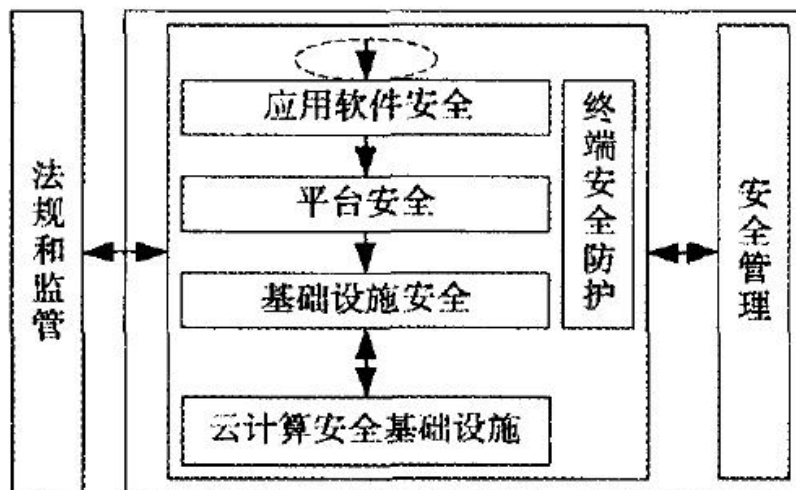 法规和监管
应用软件安全
平台安全
基础设施安全
云计算安全基础设施
终端安全防护
安全管理